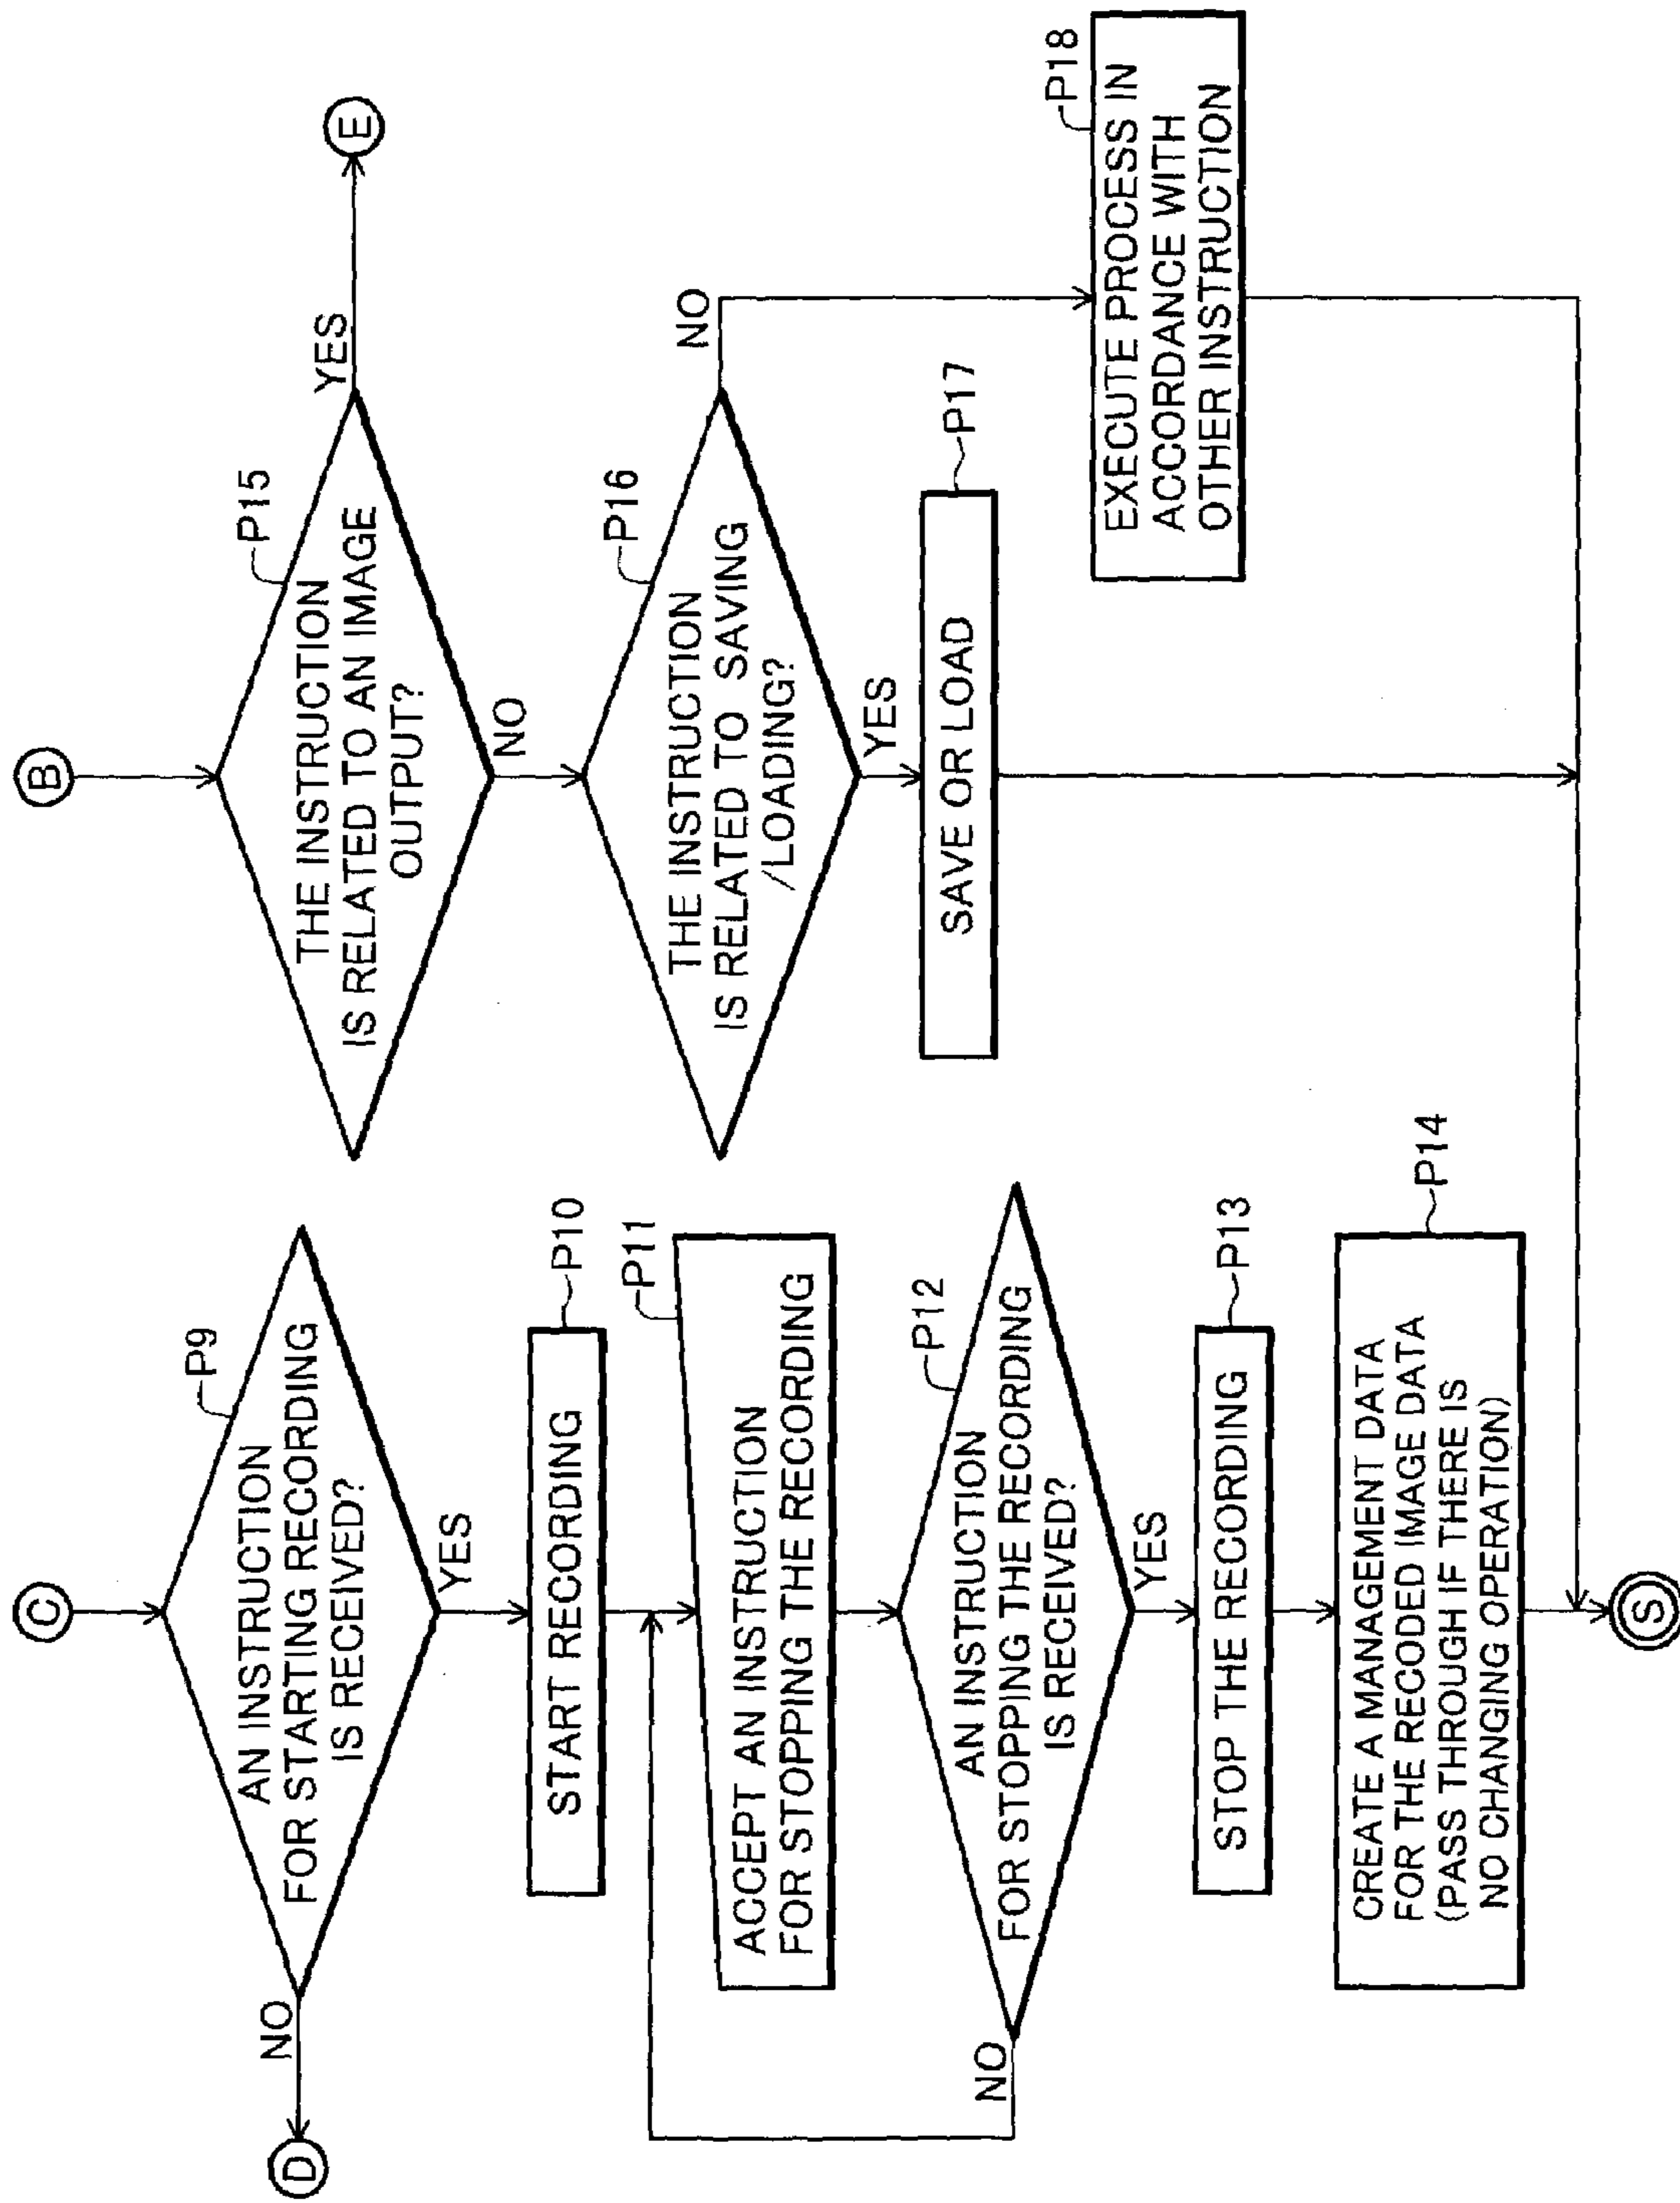 C
P9
AN INSTRUCTION
FOR STARTING RECORDING
IS RECEIVED?
NO
D
YES
P10
START RECORDING
P11
ACCEPT AN INSTRUCTION
FOR STOPPING THE RECORDING
P12
AN INSTRUCTION
FOR STOPPING THE RECORDING
IS RECEIVED?
NO
YES
P13
STOP THE RECORDING
P14
CREATE A MANAGEMENT DATA
FOR THE RECODED IMAGE DATA
(PASS THROUGH IF THERE IS
NO CHANGING OPERATION)
S
B
P15
THE INSTRUCTION
IS RELATED TO AN IMAGE
OUTPUT?
YES
E
NO
P16
THE INSTRUCTION
IS RELATED TO SAVING
/LOADING?
NO
YES
P17
SAVE OR LOAD
P18
EXECUTE PROCESS IN
ACCORDANCE WITH
OTHER INSTRUCTION